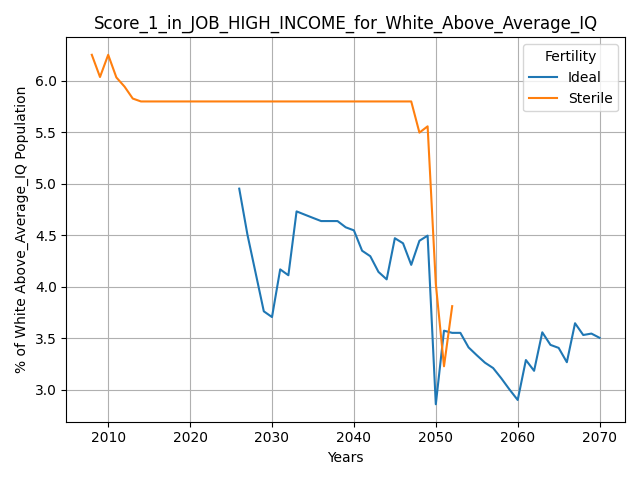 Score_1_in_JOB_HIGH_INCOME_for_White_Above_Average_IQ
Fertility
Ideal
Sterile
% of White Above_Average_IQ Population
6.0
5.5
5.0
4.5
4.0
3.5
3.0
2010 2020 2030 2040 2050 2060 2070
Years